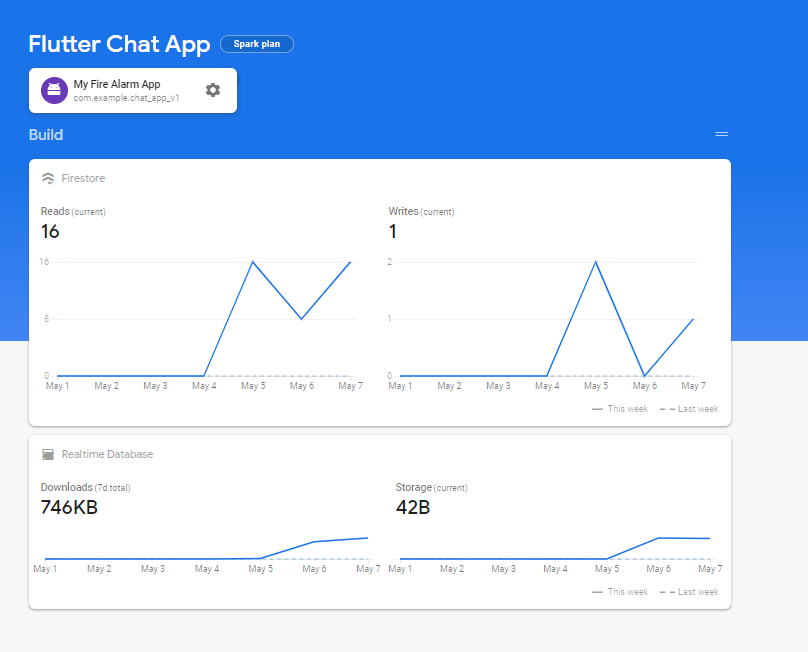 Flutter Chat App Spark plan
My Fire Alarm App
com.example.chat_app_v1
Build
Firestore
Reads (current)
16
16
8
0
May 1 May 2 May 3 May 4 May 5 May 6 May 7
Writes (current)
1
2
1
0
May 1 May 2 May 3 May 4 May 5 May 6 May 7
This week Last week
Realtime Database
Downloads (7d total)
746KB
May 1 May 2 May 3 May 4 May 5 May 6 May 7
Storage (current)
42B
May 1 May 2 May 3 May 4 May 5 May 6 May 7
This week Last week